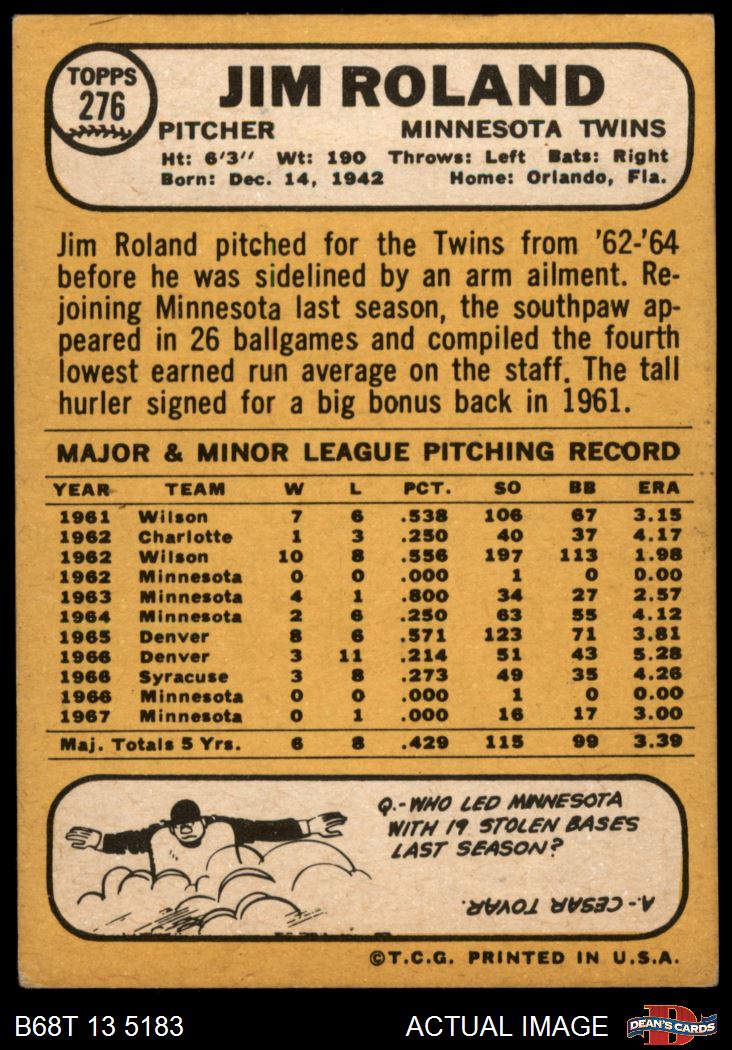 TOPPS
276
JIM ROLAND
PITCHER MINNESOTA TWINS
Ht: 6'3" Wt: 190 Throws: Left Bats: Right
Born: Dec. 14, 1942 Home: Orlando, Fla.
Jim Roland pitched for the Twins from '62-'64
before he was sidelined by an arm ailment. Re-
joining Minnesota last season, the southpaw ap-
peared in 26 ballgames and compiled the fourth
lowest earned run average on the staff. The tall
hurler signed for a big bonus back in 1961.
MAJOR & MINOR LEAGUE PITCHING RECORD
YEAR TEAM W L PCT. SO BB ERA
1961 Wilson 7 6 .538 106 67 3.15
1962 Charlotte 1 3 .250 40 37 4.17
1962 Wilson 10 8 .556 197 113 1.98
1962 Minnesota 0 0 .000 1 0 0.00
1963 Minnesota 4 1 .800 34 27 2.57
1964 Minnesota 2 6 .250 63 55 4.12
1965 Denver 8 6 .571 123 71 3.81
1966 Denver 3 11 .214 51 43 5.28
1966 Syracuse 3 8 .273 49 35 4.26
1966 Minnesota 0 0 .000 1 0 0.00
1967 Minnesota 0 1 .000 16 17 3.00
Maj. Totals 5 Yrs. 6 8 .429 115 99 3.39
Q.-WHO LED MINNESOTA
WITH 19 STOLEN BASES
LAST SEASON?
A.-CESAR TOVAR.
©T.C.G. PRINTED IN U.S.A.
B68T 13 5183 ACTUAL IMAGE
D
DEAN'S CARDS